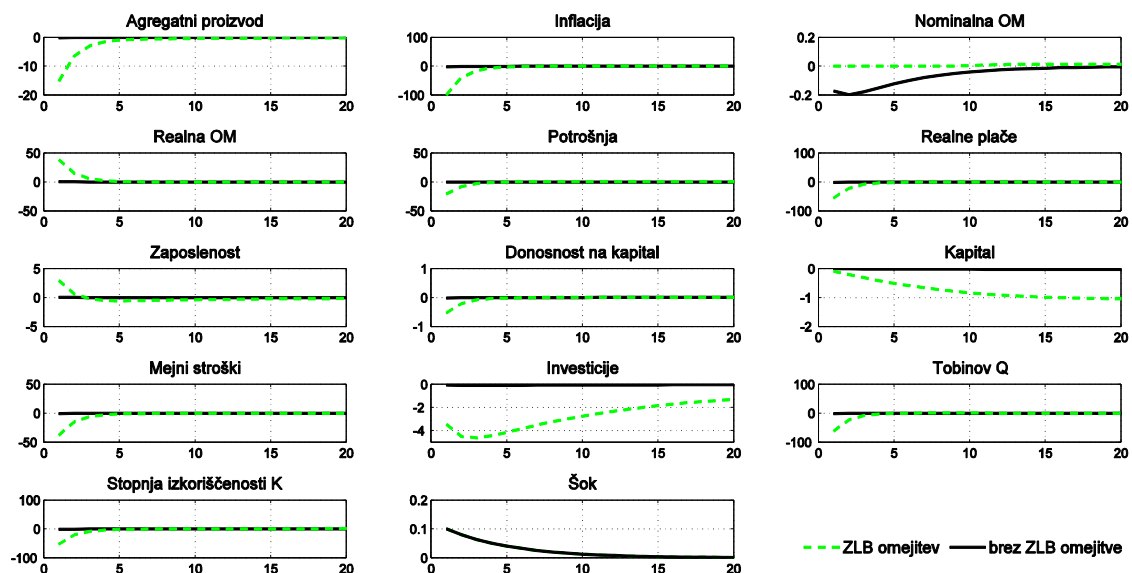 Agregatni proizvod
Inflacija
Nominalna OM
0
-10
-20
0 5 10 15 20
100
0
-100
0 5 10 15 20
0.2
0
-0.2
0 5 10 15 20
Realna OM
Potrošnja
Realne plače
50
0
-50
0 5 10 15 20
50
0
-50
0 5 10 15 20
100
0
-100
0 5 10 15 20
Zaposlenost
Donosnost na kapital
Kapital
5
0
-5
0 5 10 15 20
1
0
-1
0 5 10 15 20
0
-1
-2
0 5 10 15 20
Mejni stroški
Investicije
Tobinov Q
50
0
-50
0 5 10 15 20
0
-2
-4
0 5 10 15 20
100
0
-100
0 5 10 15 20
Stopnja izkoriščenosti K
Šok
100
0
-100
0 5 10 15 20
0.2
0.1
0
0 5 10 15 20
ZLB omejitev
brez ZLB omejitve